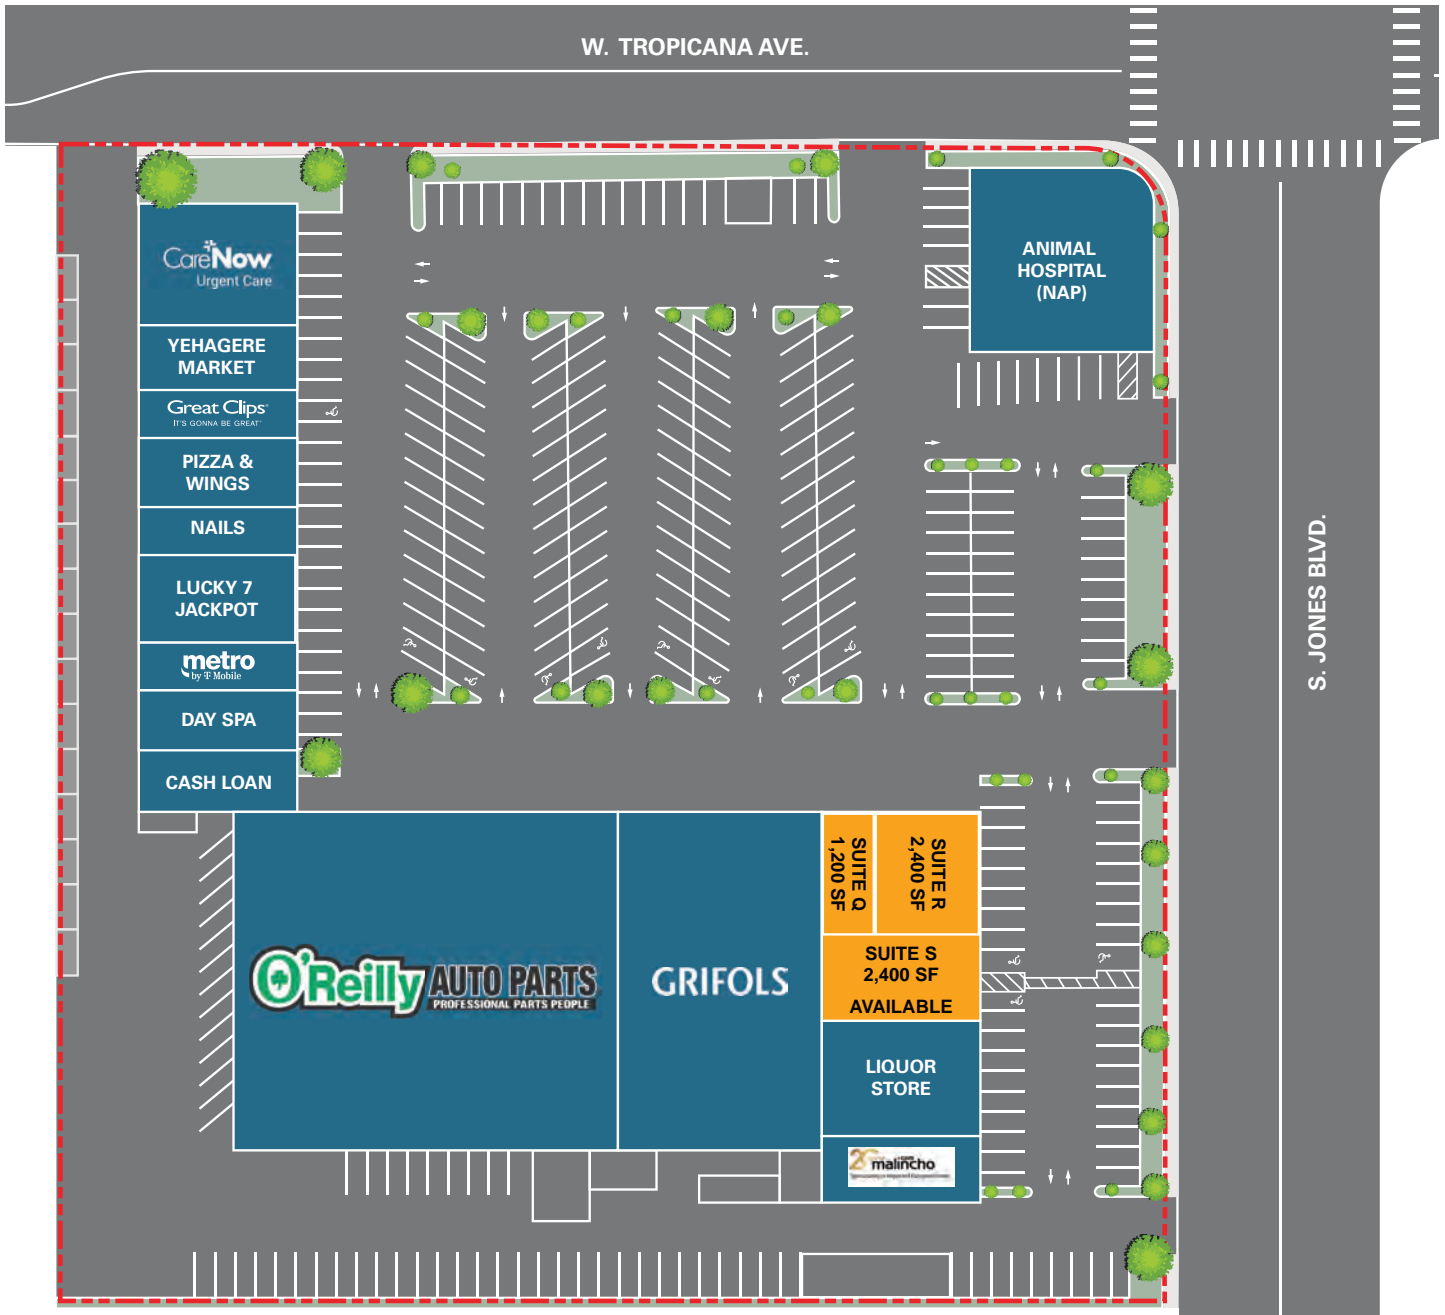 W. TROPICANA AVE.
S. JONES BLVD.
CareNow
Urgent Care
YEHAGERE
MARKET
Great Clips
IT'S GONNA BE GREAT
PIZZA &
WINGS
NAILS
LUCKY 7
JACKPOT
metro
by T Mobile
DAY SPA
CASH LOAN
ANIMAL
HOSPITAL
(NAP)
O'Reilly AUTO PARTS
PROFESSIONAL PARTS PEOPLE
GRIFOLS
SUITE Q
1,200 SF
SUITE R
2,400 SF
SUITE S
2,400 SF
AVAILABLE
LIQUOR
STORE
malincho